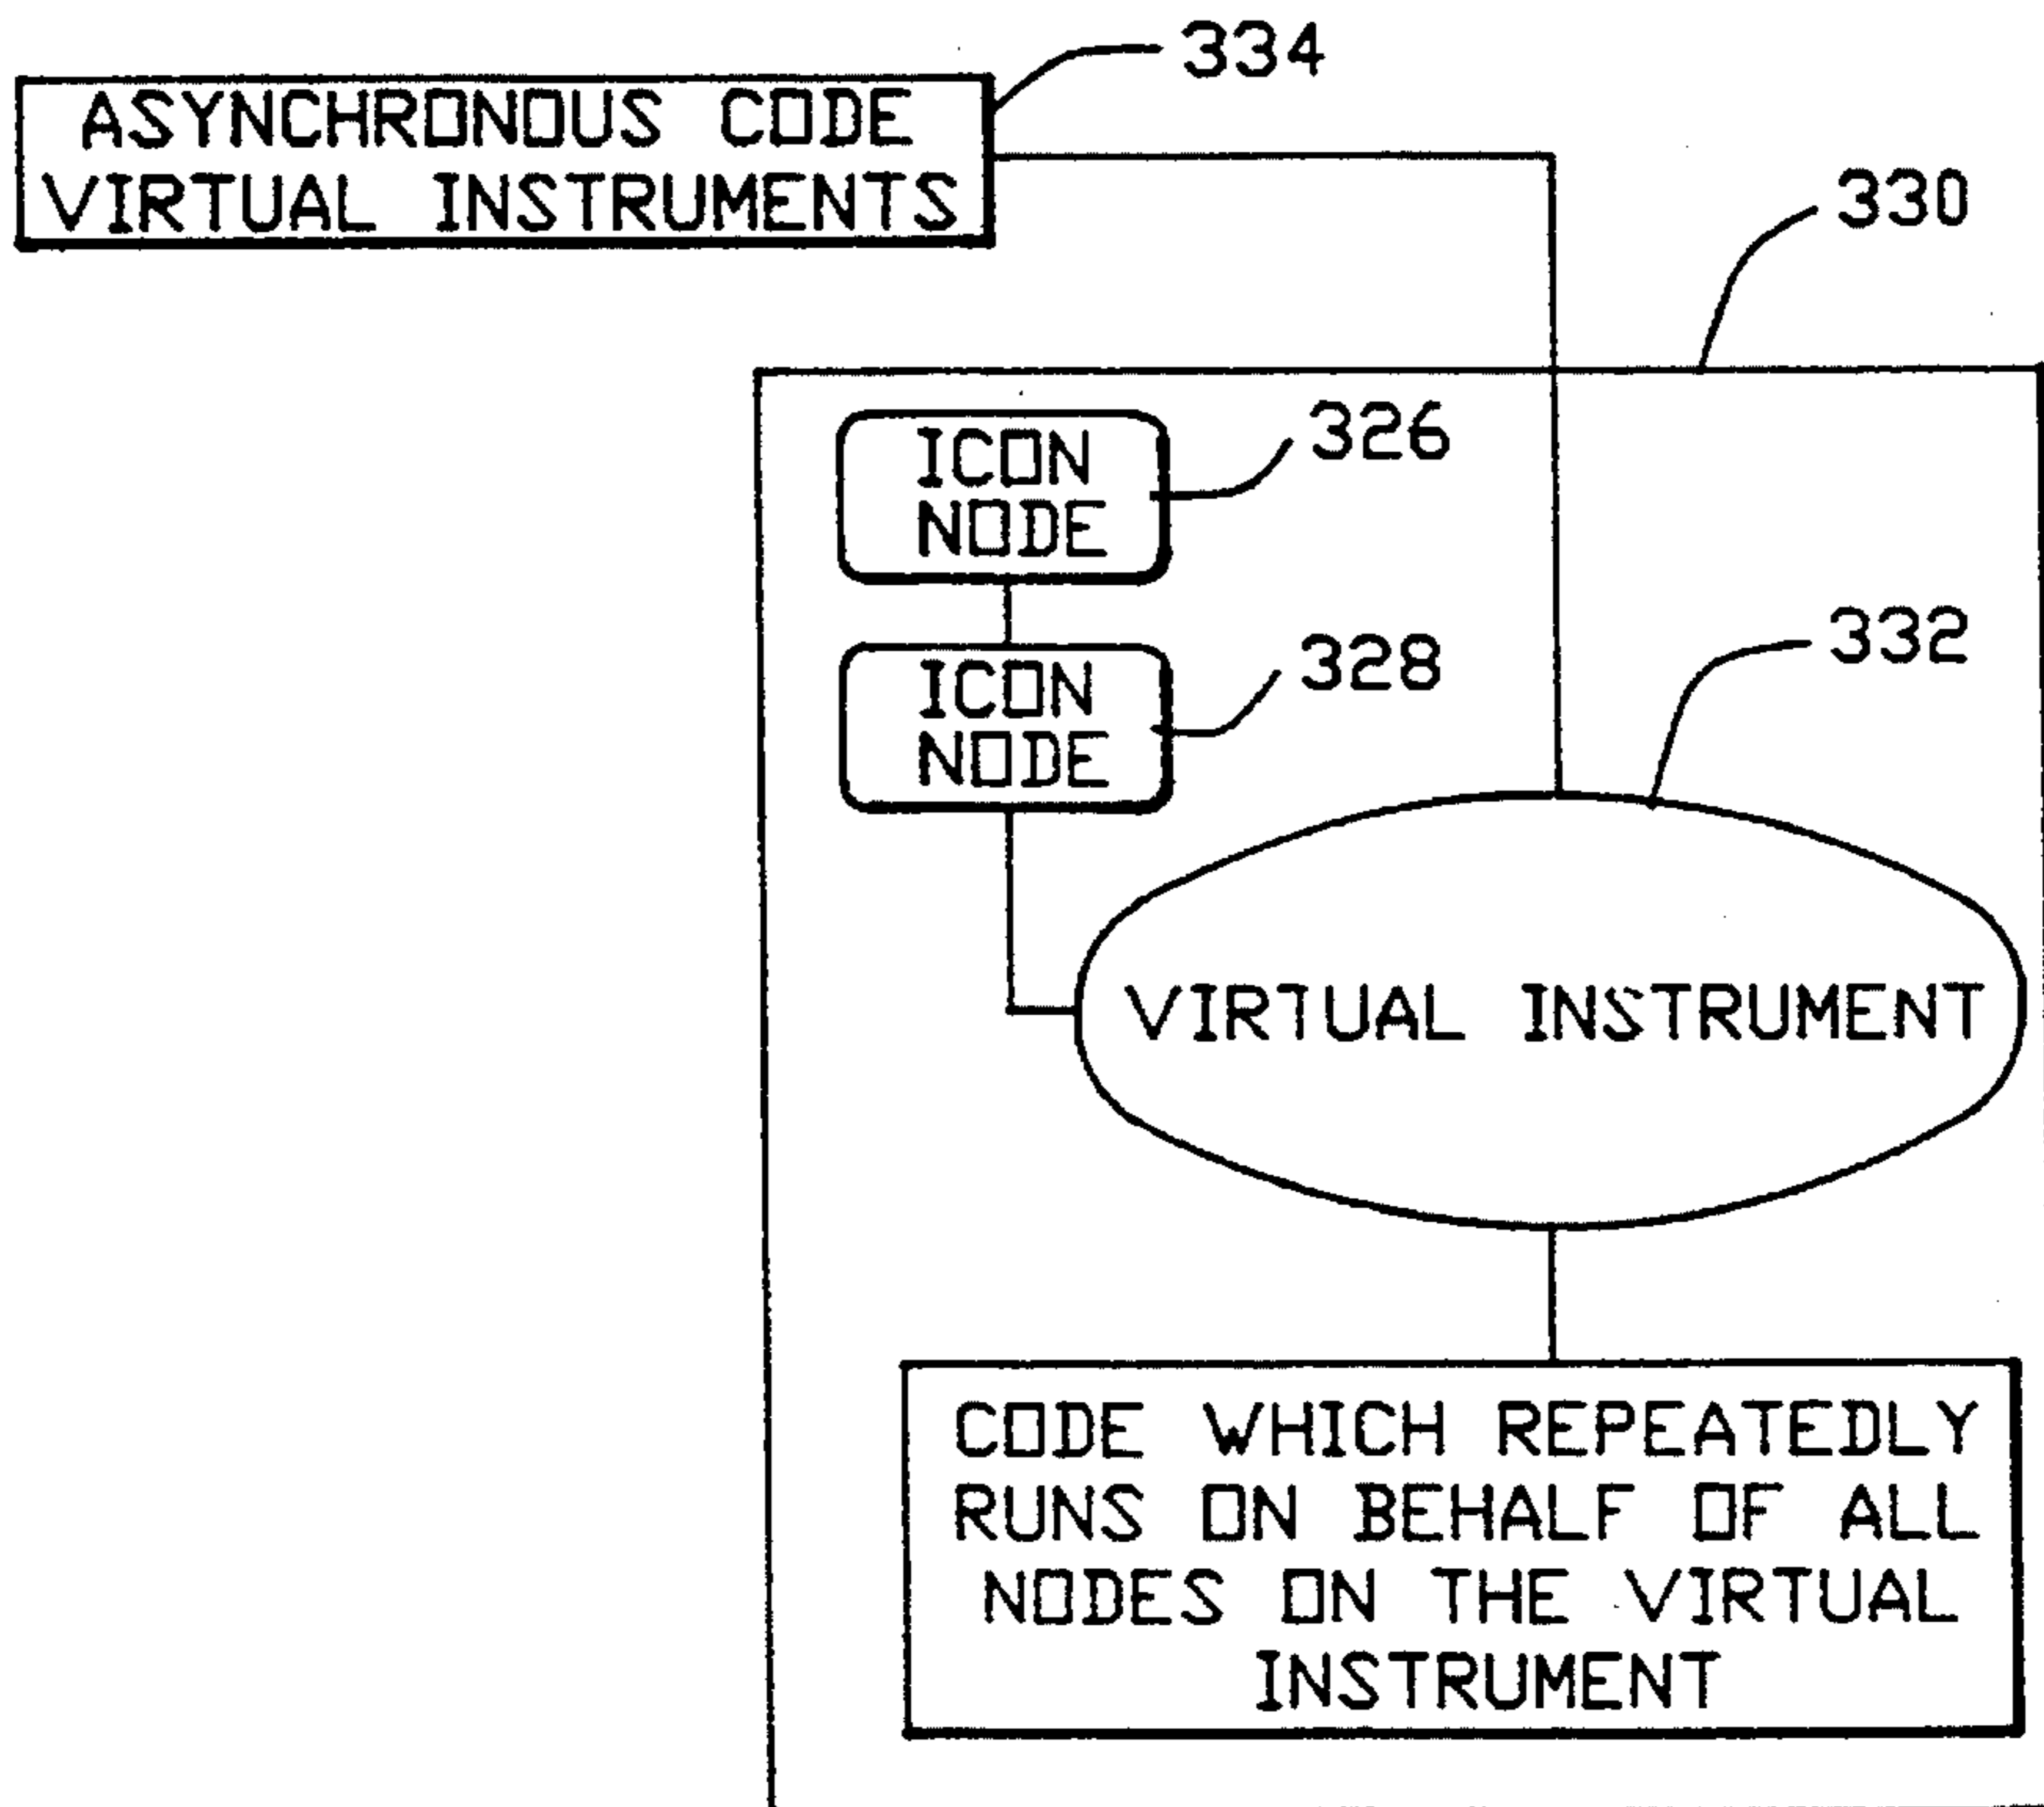 334
ASYNCHRONOUS CODE
VIRTUAL INSTRUMENTS
330
ICON
NODE
326
ICON
NODE
328
332
VIRTUAL INSTRUMENT
CODE WHICH REPEATEDLY
RUNS ON BEHALF OF ALL
NODES ON THE VIRTUAL
INSTRUMENT